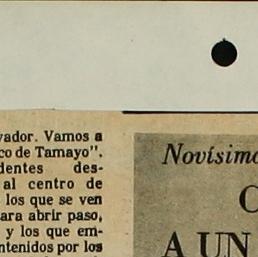 vador. Vamos a
co de Tamayo".
dentes des-
al centro de
los que se ven
ara abrir paso,
y los que em-
ntenidos por los
Novísimo
A UN